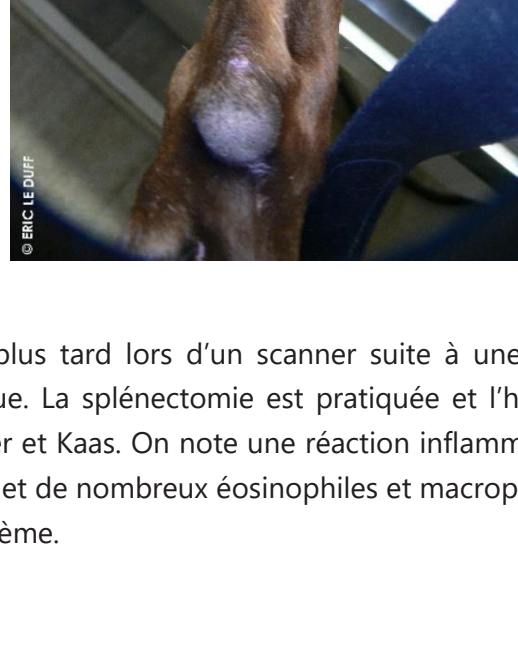 © ERIC LE DUFF
plus tard lors d’un scanner suite à une
ue. La splénectomie est pratiquée et l’h
er et Kaas. On note une réaction inflamm
et de nombreux éosinophiles et macrop
ème.